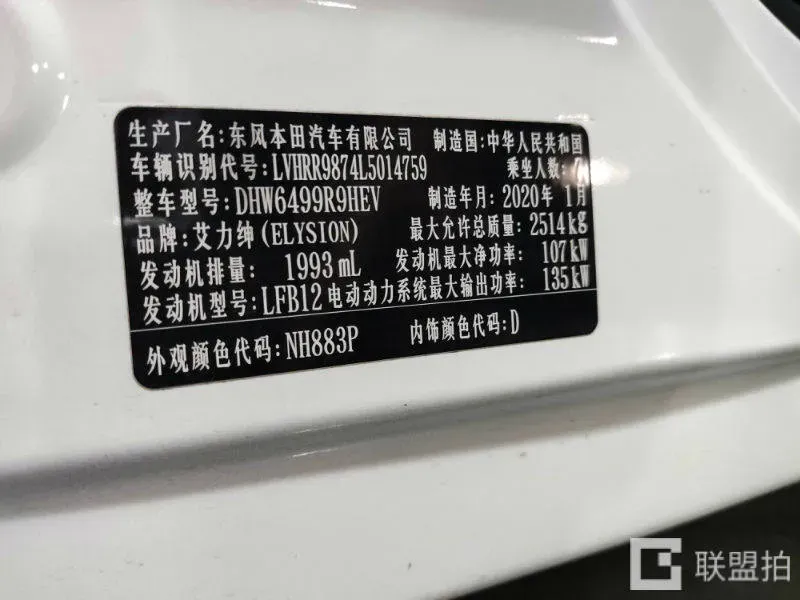 生产厂名:东风本田汽车有限公司 制造国:中华人民共和国
车辆识别代号:LVHRR9874L5014759 乘坐人数:7人
整车型号:DHW6499R9HEV 制造年月:2020年 1月
品牌:艾力绅(ELYSION) 最大允许总质量:2514kg
发动机排量: 1993 mL 发动机最大净功率: 107kW
发动机型号:LFB12 电动动力系统最大输出功率: 135kW
外观颜色代码:NH883P 内饰颜色代码:D
联盟拍